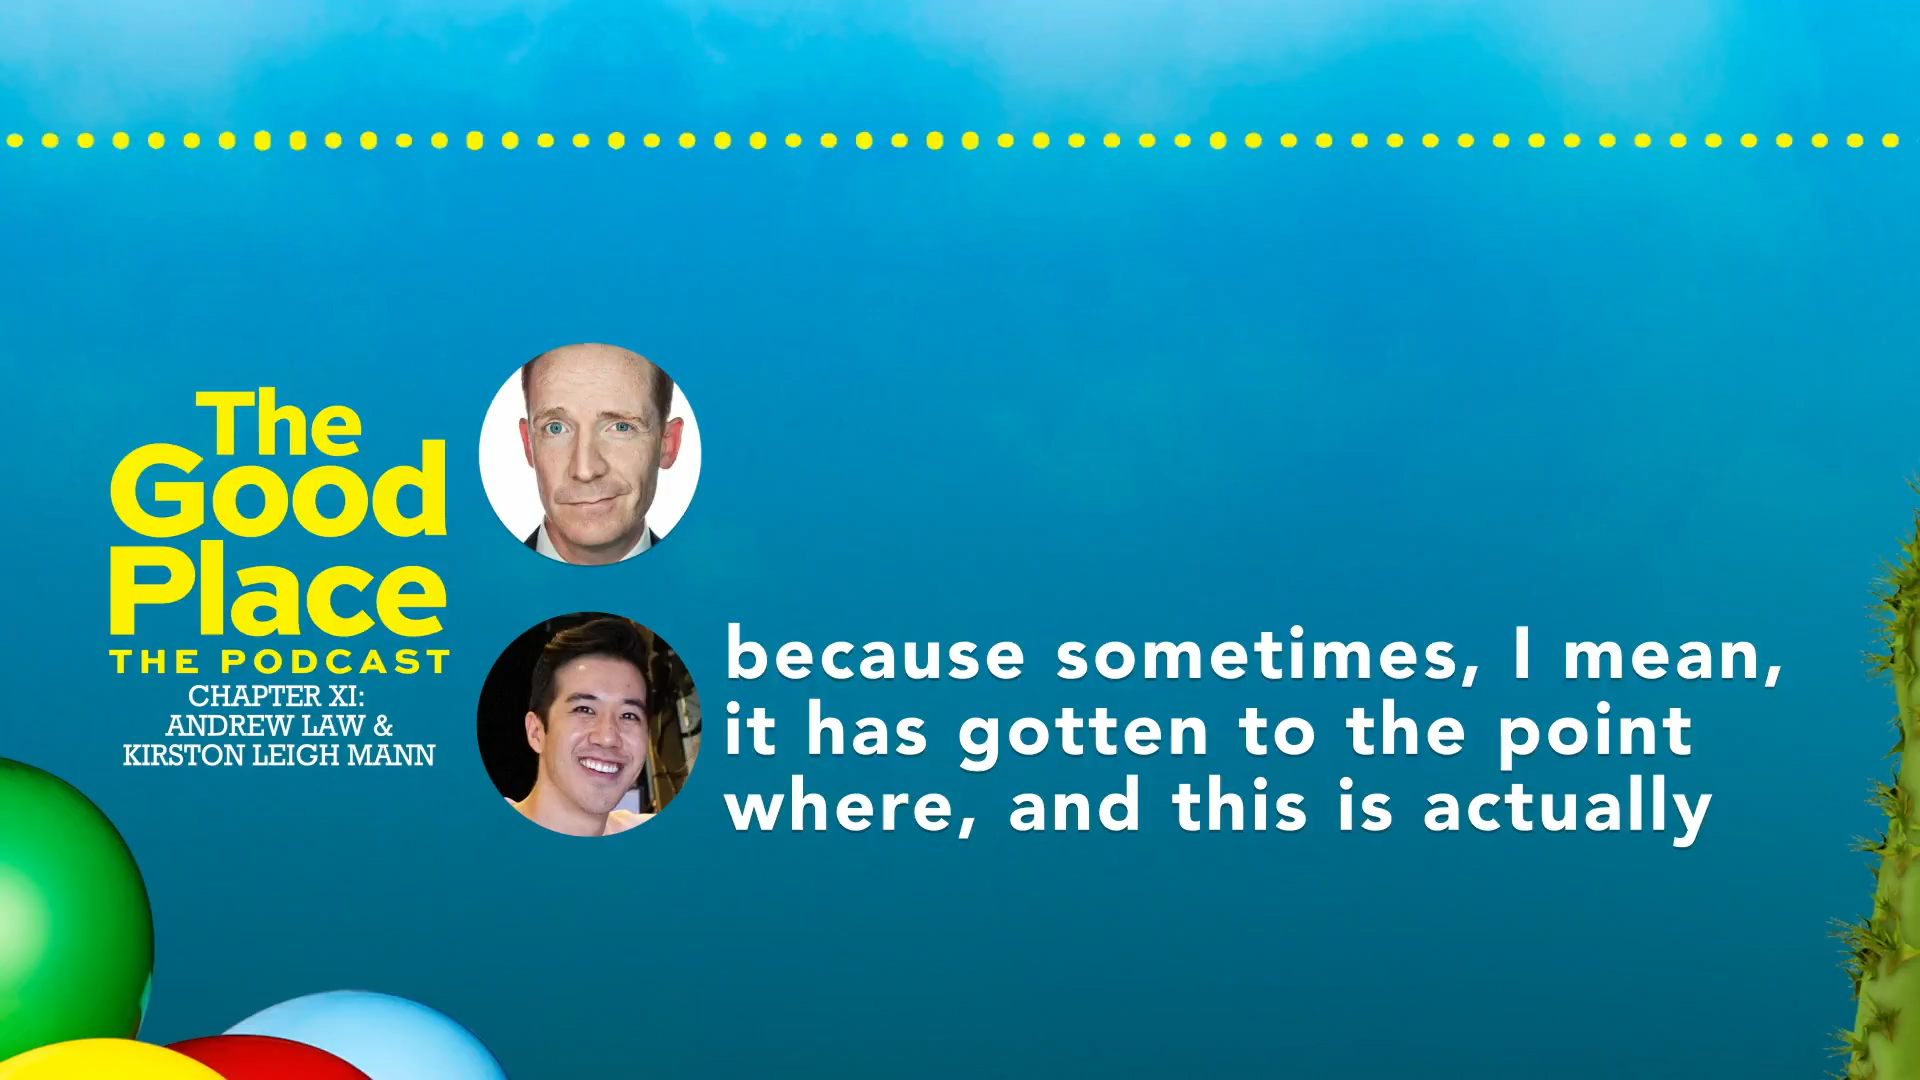 The
Good
Place
THE PODCAST
CHAPTER XI:
ANDREW LAW &
KIRSTON LEIGH MANN
because sometimes, I mean,
it has gotten to the point
where, and this is actually